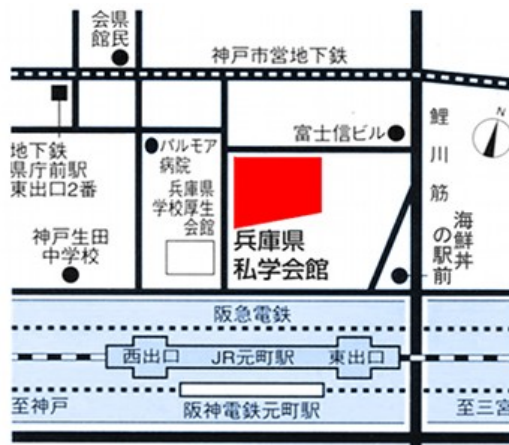 県民
会館
神戸市営地下鉄
地下鉄
県庁前駅
東出口2番
パルモア
病院
富士信ビル
鯉川筋
N
兵庫県
学校厚生
会館
神戸生田
中学校
兵庫県
私学会館
海鮮丼
の駅前
阪急電鉄
西出口
JR元町駅
東出口
至神戸
阪神電鉄元町駅
至三宮